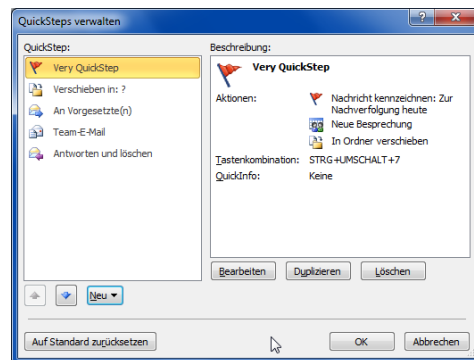 QuickSteps verwalten
QuickStep:
Very QuickStep
Verschieben in: ?
An Vorgesetzte(n)
Team-E-Mail
Antworten und löschen
Neu
Beschreibung:
Very QuickStep
Aktionen:
Nachricht kennzeichnen: Zur
Nachverfolgung heute
Neue Besprechung
In Ordner verschieben
Tastenkombination: STRG+UMSCHALT+7
QuickInfo: Keine
Bearbeiten Duplizieren Löschen
Auf Standard zurücksetzen OK Abbrechen